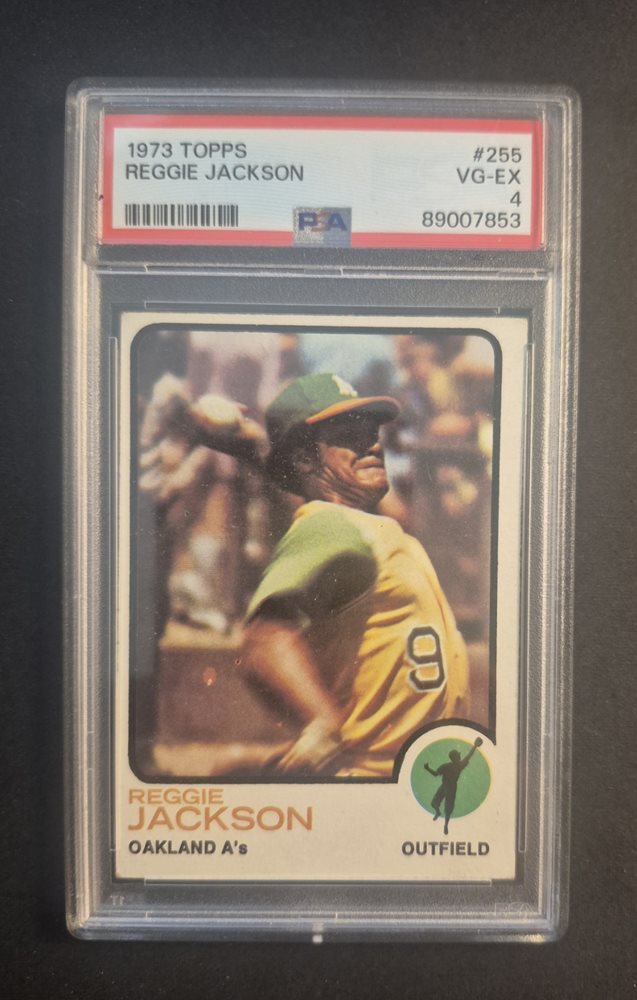 1973 TOPPS #255
REGGIE JACKSON VG-EX
4
PSA 89007853
9
REGGIE
JACKSON
OAKLAND A's OUTFIELD